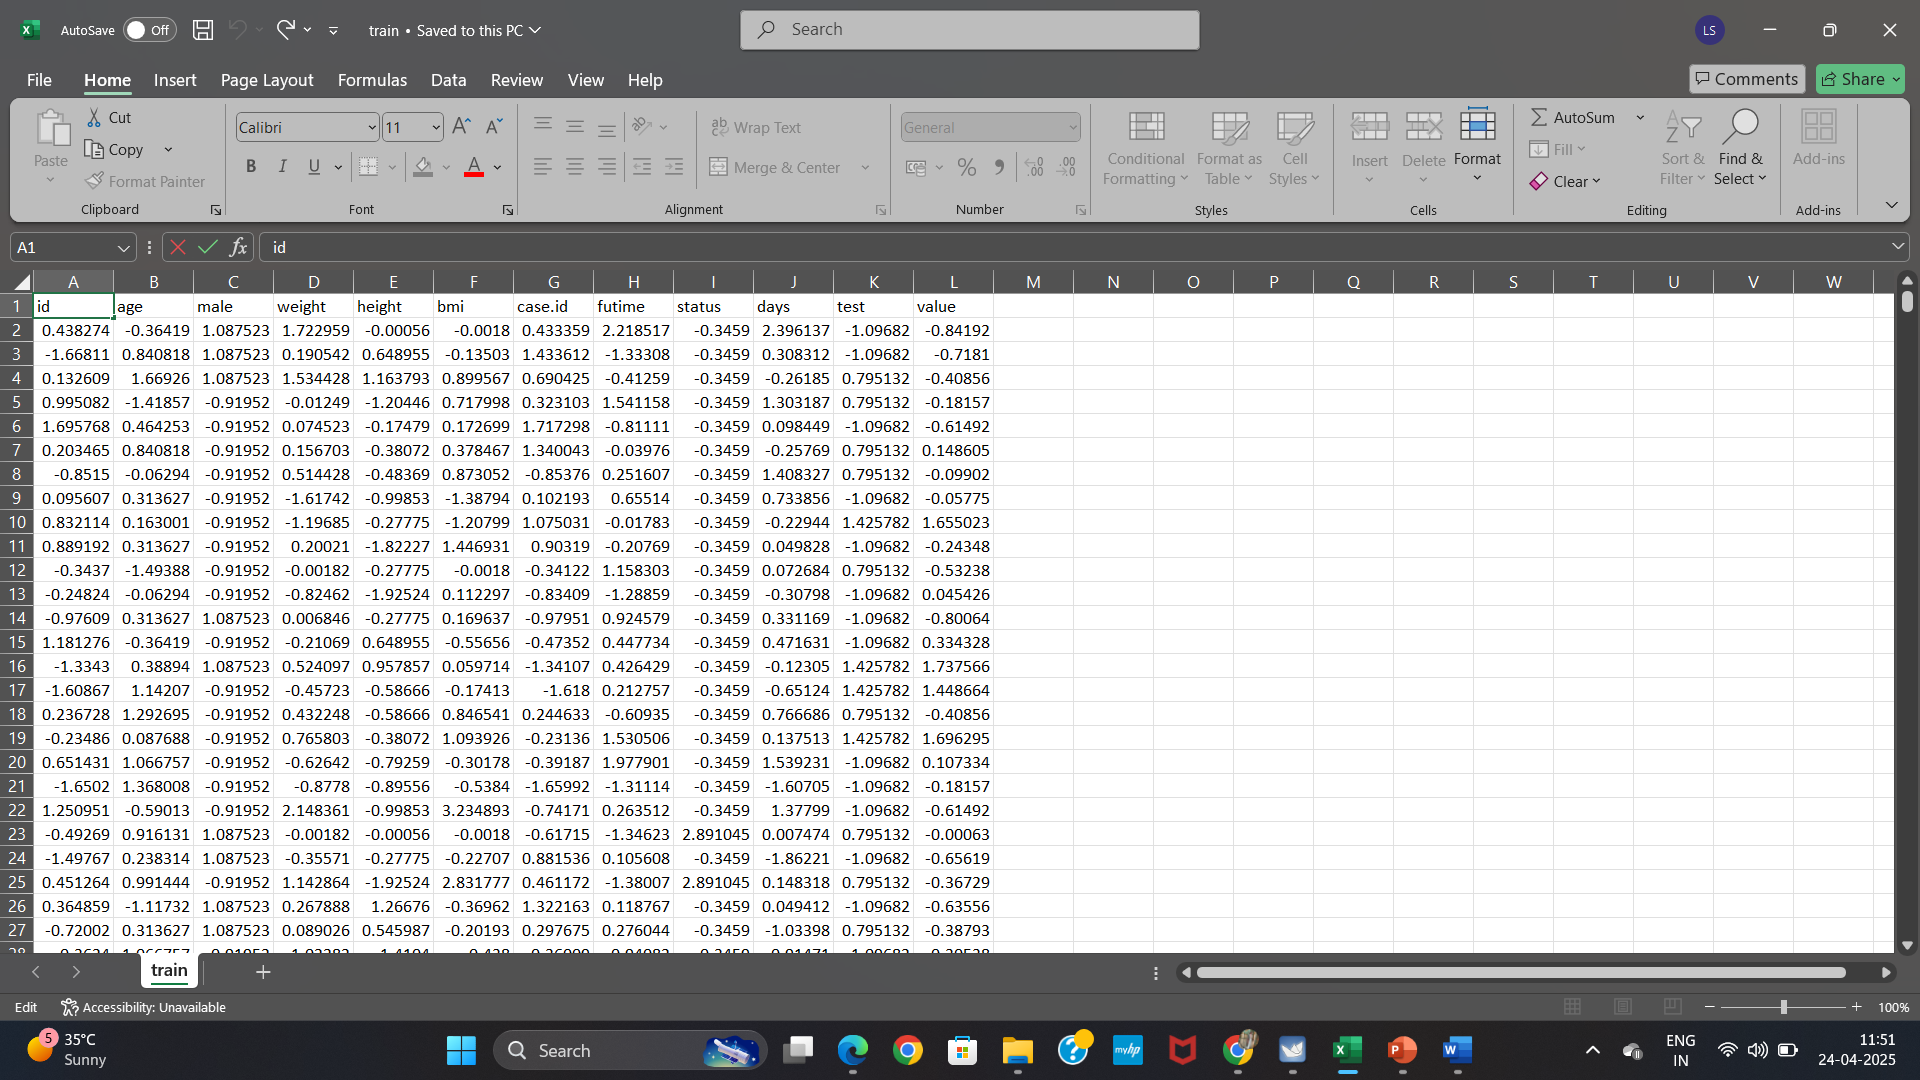 AutoSave Off train • Saved to this PC Search LS
File Home Insert Page Layout Formulas Data Review View Help Comments Share
Paste Cut Copy Format Painter Clipboard
Calibri 11 B I U A Font
ab Wrap Text Merge & Center Alignment
General % Number
Conditional Formatting Format as Table Cell Styles Styles
Insert Delete Format Cells
AutoSum Fill Clear Sort & Filter Find & Select Editing
Add-ins Add-ins
A1 fx id
A B C D E F G H I J K L M N O P Q R S T U V W
1 id age male weight height bmi case.id futime status days test value
2 0.438274 -0.36419 1.087523 1.722959 -0.00056 -0.0018 0.433359 2.218517 -0.3459 2.396137 -1.09682 -0.84192
3 -1.66811 0.840818 1.087523 0.190542 0.648955 -0.13503 1.433612 -1.33308 -0.3459 0.308312 -1.09682 -0.7181
4 0.132609 1.66926 1.087523 1.534428 1.163793 0.899567 0.690425 -0.41259 -0.3459 -0.26185 0.795132 -0.40856
5 0.995082 -1.41857 -0.91952 -0.01249 -1.20446 0.717998 0.323103 1.541158 -0.3459 1.303187 0.795132 -0.18157
6 1.695768 0.464253 -0.91952 0.074523 -0.17479 0.172699 1.717298 -0.81111 -0.3459 0.098449 -1.09682 -0.61492
7 0.203465 0.840818 -0.91952 0.156703 -0.38072 0.378467 1.340043 -0.03976 -0.3459 -0.25769 0.795132 0.148605
8 -0.8515 -0.06294 -0.91952 0.514428 -0.48369 0.873052 -0.85376 0.251607 -0.3459 1.408327 0.795132 -0.09902
9 0.095607 0.313627 -0.91952 -1.61742 -0.99853 -1.38794 0.102193 0.65514 -0.3459 0.733856 -1.09682 -0.05775
10 0.832114 0.163001 -0.91952 -1.19685 -0.27775 -1.20799 1.075031 -0.01783 -0.3459 -0.22944 1.425782 1.655023
11 0.889192 0.313627 -0.91952 0.20021 -1.82227 1.446931 0.90319 -0.20769 -0.3459 0.049828 -1.09682 -0.24348
12 -0.3437 -1.49388 -0.91952 -0.00182 -0.27775 -0.0018 -0.34122 1.158303 -0.3459 0.072684 0.795132 -0.53238
13 -0.24824 -0.06294 -0.91952 -0.82462 -1.92524 0.112297 -0.83409 -1.28859 -0.3459 -0.30798 -1.09682 0.045426
14 -0.97609 0.313627 1.087523 0.006846 -0.27775 0.169637 -0.97951 0.924579 -0.3459 0.331169 -1.09682 -0.80064
15 1.181276 -0.36419 -0.91952 -0.21069 0.648955 -0.55656 -0.47352 0.447734 -0.3459 0.471631 -1.09682 0.334328
16 -1.3343 0.38894 1.087523 0.524097 0.957857 0.059714 -1.34107 0.426429 -0.3459 -0.12305 1.425782 1.737566
17 -1.60867 1.14207 -0.91952 -0.45723 -0.58666 -0.17413 -1.618 0.212757 -0.3459 -0.65124 1.425782 1.448664
18 0.236728 1.292695 -0.91952 0.432248 -0.58666 0.846541 0.244633 -0.60935 -0.3459 0.766686 0.795132 -0.40856
19 -0.23486 0.087688 -0.91952 0.765803 -0.38072 1.093926 -0.23136 1.530506 -0.3459 0.137513 1.425782 1.696295
20 0.651431 1.066757 -0.91952 -0.62642 -0.79259 -0.30178 -0.39187 1.977901 -0.3459 1.539231 -1.09682 0.107334
21 -1.6502 1.368008 -0.91952 -0.8778 -0.89556 -0.5384 -1.65992 -1.31114 -0.3459 -1.60705 -1.09682 -0.18157
22 1.250951 -0.59013 -0.91952 2.148361 -0.99853 3.234893 -0.74171 0.263512 -0.3459 1.37799 -1.09682 -0.61492
23 -0.49269 0.916131 1.087523 -0.00182 -0.00056 -0.0018 -0.61715 -1.34623 2.891045 0.007474 0.795132 -0.00063
24 -1.49767 0.238314 1.087523 -0.35571 -0.27775 -0.22707 0.881536 0.105608 -0.3459 -1.86221 -1.09682 -0.65619
25 0.451264 0.991444 -0.91952 1.142864 -1.92524 2.831777 0.461172 -1.38007 2.891045 0.148318 0.795132 -0.36729
26 0.364859 -1.11732 1.087523 0.267888 1.26676 -0.36962 1.322163 0.118767 -0.3459 0.049412 -1.09682 -0.63556
27 -0.72002 0.313627 1.087523 0.089026 0.545987 -0.20193 0.297675 0.276044 -0.3459 -1.03398 0.795132 -0.38793
train
Edit Accessibility: Unavailable 100%
5 35°C Sunny Search myhp ENG IN 11:51 24-04-2025